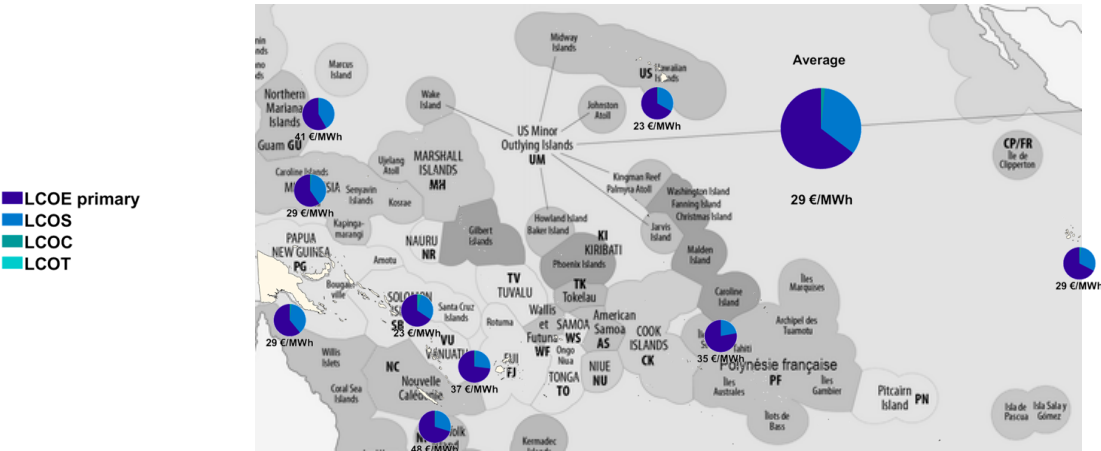 LCOE primary
LCOS
LCOC
LCOT
Midway
Islands
US Hawaiian
Islands
23 €/MWh
Average
29 €/MWh
Marcus
Island
Northern
Mariana
Islands
41 €/MWh
Guam GU
Wake
Island
Johnston
Atoll
US Minor
Outlying Islands
UM
CP/FR
Île de
Clipperton
Caroline Islands
29 €/MWh
Ujelang
Atoll
MARSHALL
ISLANDS
MH
Senyavin
Islands
Kosrae
Kapinga-
marangi
Kingman Reef
Palmyra Atoll
Washington Island
Fanning Island
Christmas Island
Howland Island
Baker Island
Jarvis
Island
PAPUA
NEW GUINEA
PG
NAURU
NR
Gilbert
Islands
KI
KIRIBATI
Phoenix Islands
Malden
Island
Amotu
Bougain-
ville
29 €/MWh
29 €/MWh
SOLOMON
SB
23 €/MWh
Santa Cruz
Islands
TV
TUVALU
TK
Tokelau
Caroline
Island
Îles
Marquises
Rotuma
Wallis
et
Futuna
WF
SAMOA
WS
American
Samoa
AS
COOK
ISLANDS
CK
Archipel des
Tuamotu
Tahiti
35 €/MWh
Polynésie française
PF
VU
VANUATU
37 €/MWh
FIJI
FJ
Ongo
Niua
TONGA
TO
NIUE
NU
Îles
Australes
Îles
Gambier
Pitcairn
Island PN
Willis
Islets
Coral Sea
Islands
NC
Nouvelle
Calédonie
48 €/MWh
Kermadec
Islands
Îlots de
Bass
Isla de
Pascua
Isla Sala y
Gómez